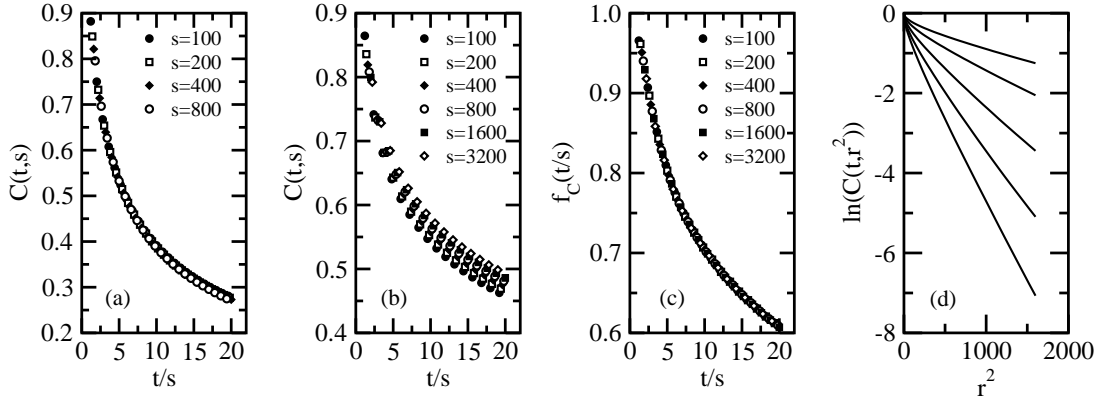 C(t,s)
0.9
0.8
0.7
0.6
0.5
0.4
0.3
0.2
0 5 10 15 20
t/s
s=100
s=200
s=400
s=800
(a)
C(t,s)
0.9
0.8
0.7
0.6
0.5
0.4
0 5 10 15 20
t/s
s=100
s=200
s=400
s=800
s=1600
s=3200
(b)
f_C(t/s)
1.0
0.9
0.8
0.7
0.6
0 5 10 15 20
t/s
s=100
s=200
s=400
s=800
s=1600
s=3200
(c)
ln(C(t,r²))
0
-2
-4
-6
-8
0 1000 2000
r²
(d)